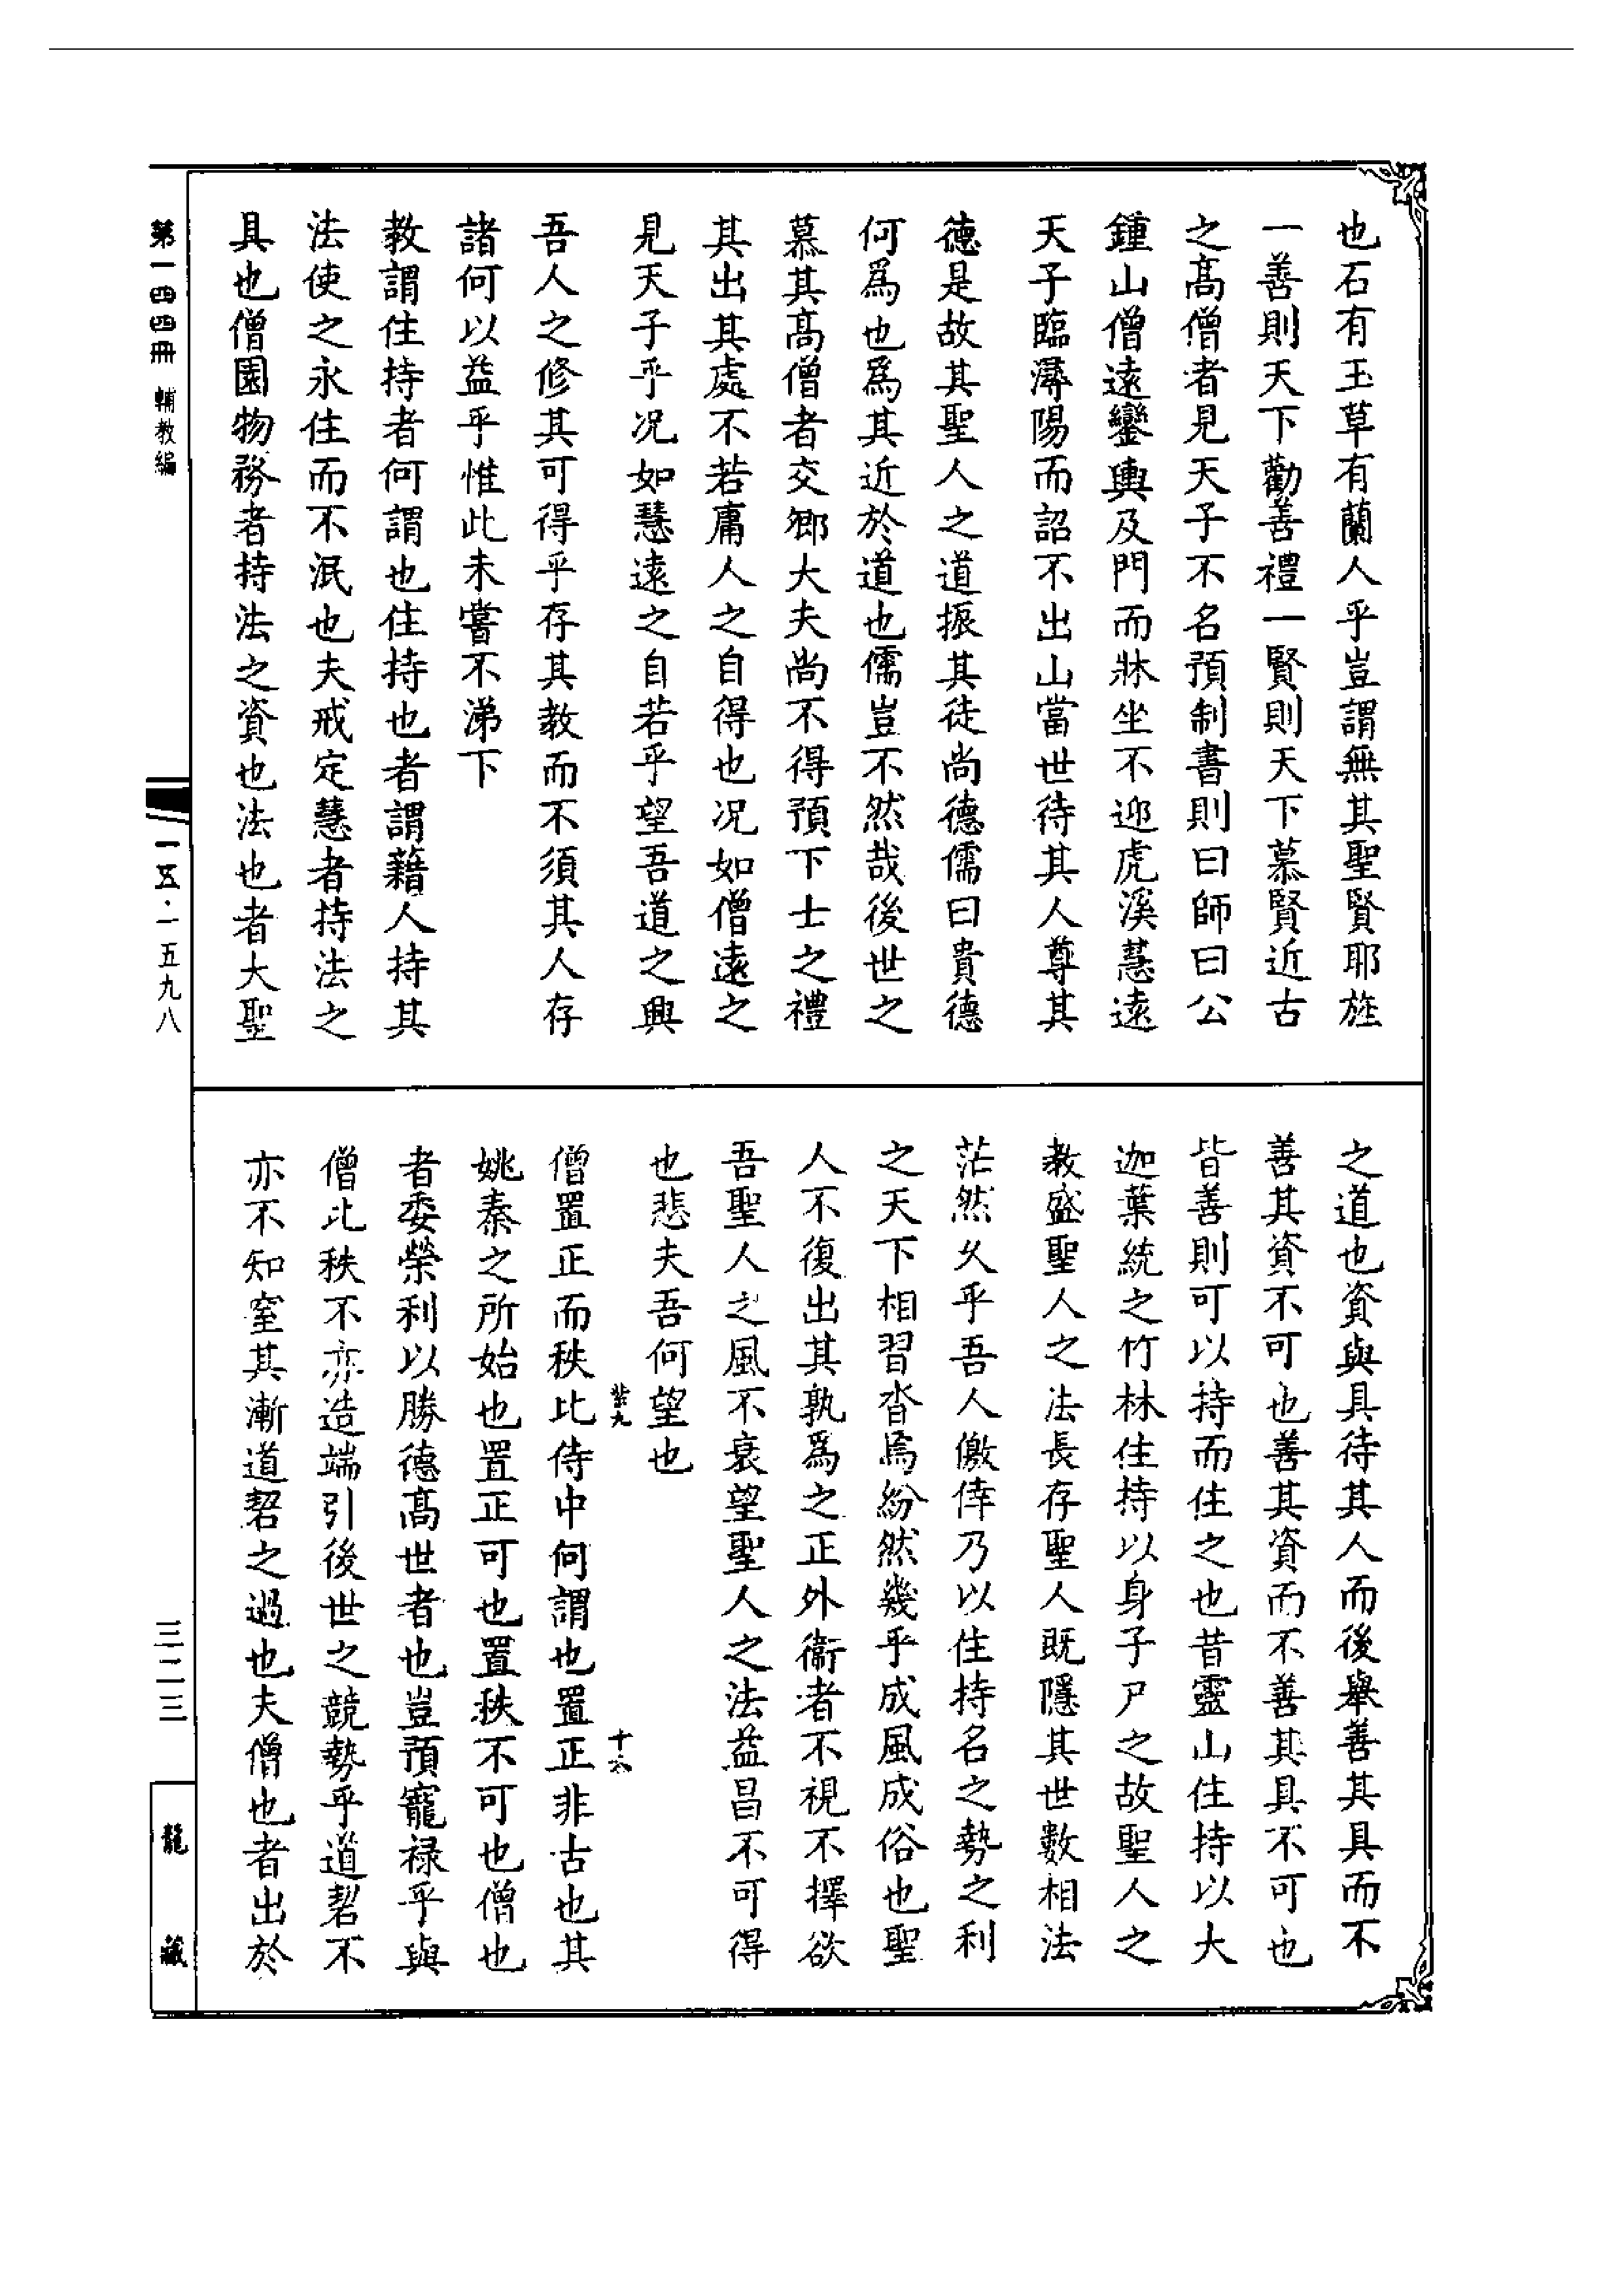 也石有玉草有蘭人乎豈謂無其聖賢耶旌
一善則天下勸善禮一賢則天下慕賢近古
之高僧者見天子不名預制書則曰師曰公
鍾山僧遠鑾輿及門而牀坐不迎虎溪慧遠
天子臨潯陽而詔不出山當世待其人尊其
德是故其聖人之道振其徒尚德儒曰貴德
何爲也爲其近於道也儒豈不然哉後世之
慕其高僧者交卿大夫尚不得預下士之禮
其出其處不若庸人之自得也况如僧遠之
見天子乎况如慧遠之自若乎望吾道之興
吾人之修其可得乎存其教而不須其人存
諸何以益乎惟此未嘗不涕下
教謂住持者何謂也住持也者謂藉人持其
法使之永住而不泯也夫戒定慧者持法之
具也僧園物務者持法之資也法也者大聖
之道也資與具待其人而後舉善其具而不
善其資不可也善其資而不善其具不可也
皆善則可以持而住之也昔靈山住持以大
迦葉統之竹林住持以身子尸之故聖人之
教盛聖人之法長存聖人既隱其世數相法
茫然久乎吾人儌倖乃以住持名之勢之利
之天下相習沓焉紛然幾乎成風成俗也聖
人不復出其孰爲之正外衞者不視不擇欲
吾聖人之風不衰望聖人之法益昌不可得
也悲夫吾何望也
紫九
十六
僧置正而秩比侍中何謂也置正非古也其
姚秦之所始也置正可也置秩不可也僧也
者委榮利以勝德高世者也豈預寵禄乎與
僧比秩不亦造端引後世之競勢乎道䂮不
亦不知窒其漸道䂮之過也夫僧也者出於
第一四四册 輔教編
一五·一五九八
三二三
龍藏